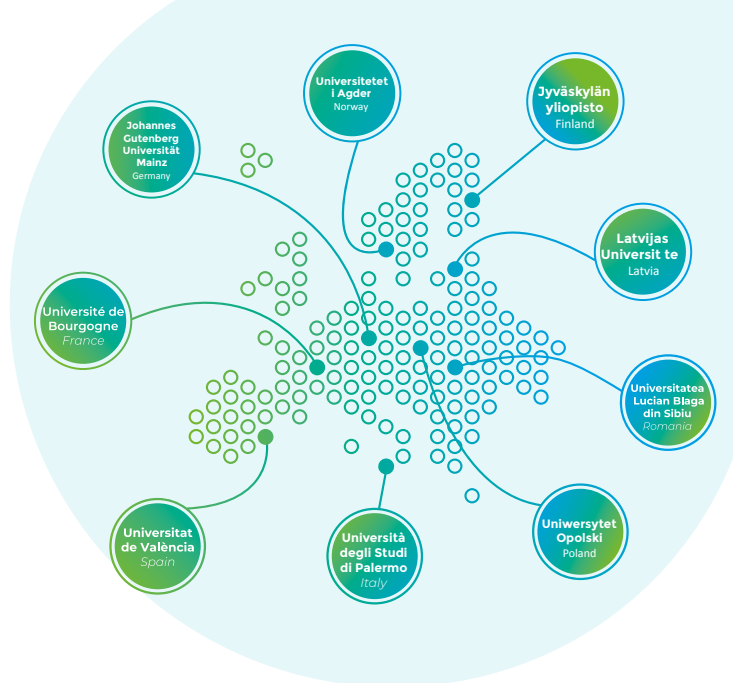 Universitetet
i Agder
Norway
Jyväskylän
yliopisto
Finland
Johannes
Gutenberg
Universität
Mainz
Germany
Latvijas
Universit te
Latvia
Université de
Bourgogne
France
Universitatea
Lucian Blaga
din Sibiu
Romania
Universitat
de València
Spain
Università
degli Studi
di Palermo
Italy
Uniwersytet
Opolski
Poland